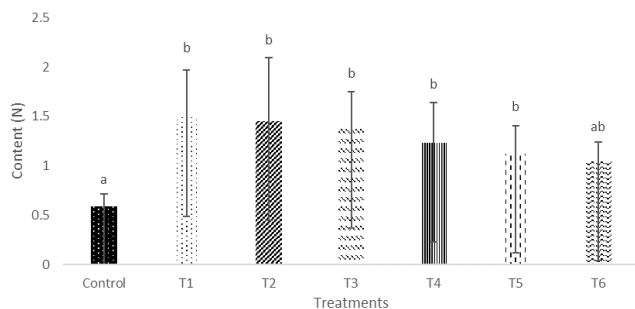 2.5
b
b
2
b
b
b
1.5
ab
Content (N)
1
a
0.5
0
Control T1 T2 T3 T4 T5 T6
Treatments